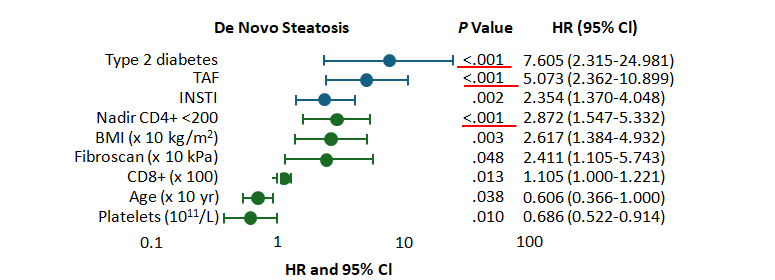 De Novo Steatosis P Value HR (95% CI)
Type 2 diabetes <.001 7.605 (2.315-24.981)
TAF <.001 5.073 (2.362-10.899)
INSTI .002 2.354 (1.370-4.048)
Nadir CD4+ <200 <.001 2.872 (1.547-5.332)
BMI (x 10 kg/m²) .003 2.617 (1.384-4.932)
Fibroscan (x 10 kPa) .048 2.411 (1.105-5.743)
CD8+ (x 100) .013 1.105 (1.000-1.221)
Age (x 10 yr) .038 0.606 (0.366-1.000)
Platelets (10¹¹/L) .010 0.686 (0.522-0.914)
0.1 1 10 100
HR and 95% CI